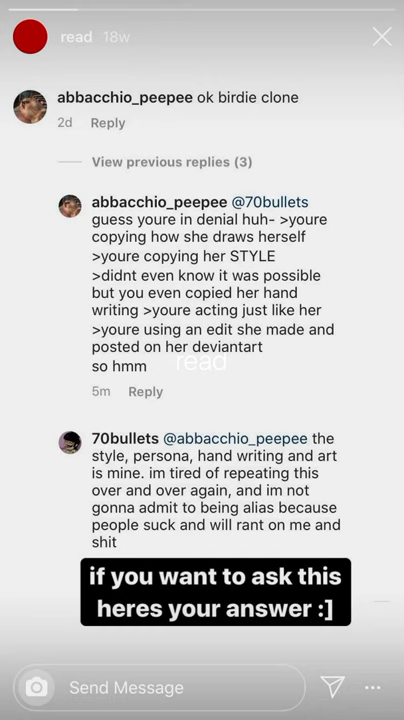 read 18w
abbacchio_peepee ok birdie clone
2d Reply
View previous replies (3)
abbacchio_peepee @70bullets
guess youre in denial huh- >youre
copying how she draws herself
>youre copying her STYLE
>didnt even know it was possible
but you even copied her hand
writing >youre acting just like her
>youre using an edit she made and
posted on her deviantart
so hmm
read
5m Reply
70bullets @abbacchio_peepee the
style, persona, hand writing and art
is mine. im tired of repeating this
over and over again, and im not
gonna admit to being alias because
people suck and will rant on me and
shit
if you want to ask this
heres your answer :]
Send Message